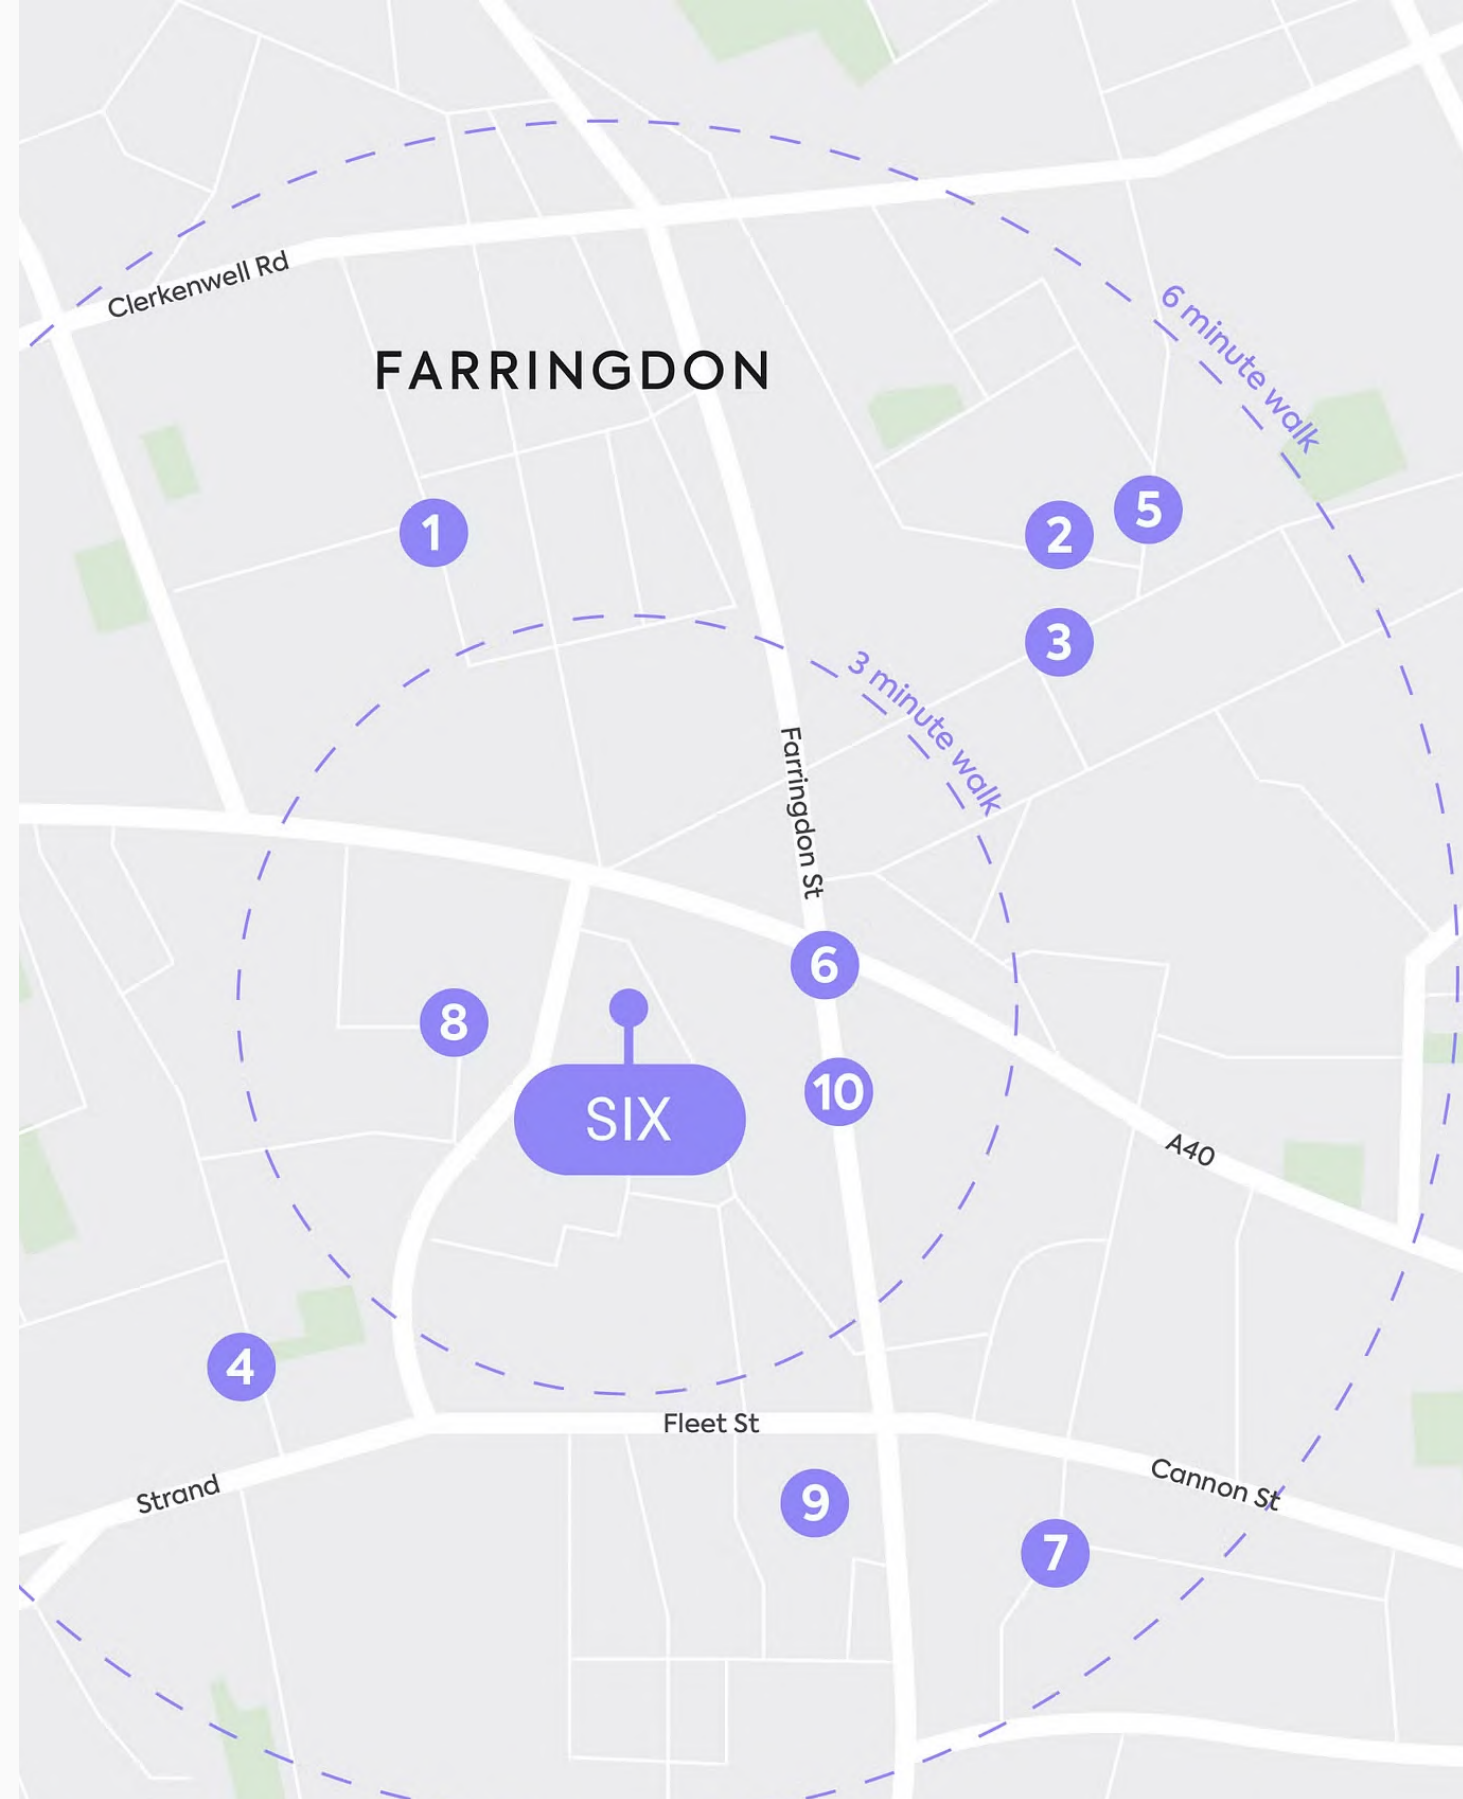 Clerkenwell Rd
6 minute walk
FARRINGDON
5
1
2
3
3 minute walk
Farringdon St
6
8
10
SIX
A40
4
Fleet St
Strand
Cannon St
9
7